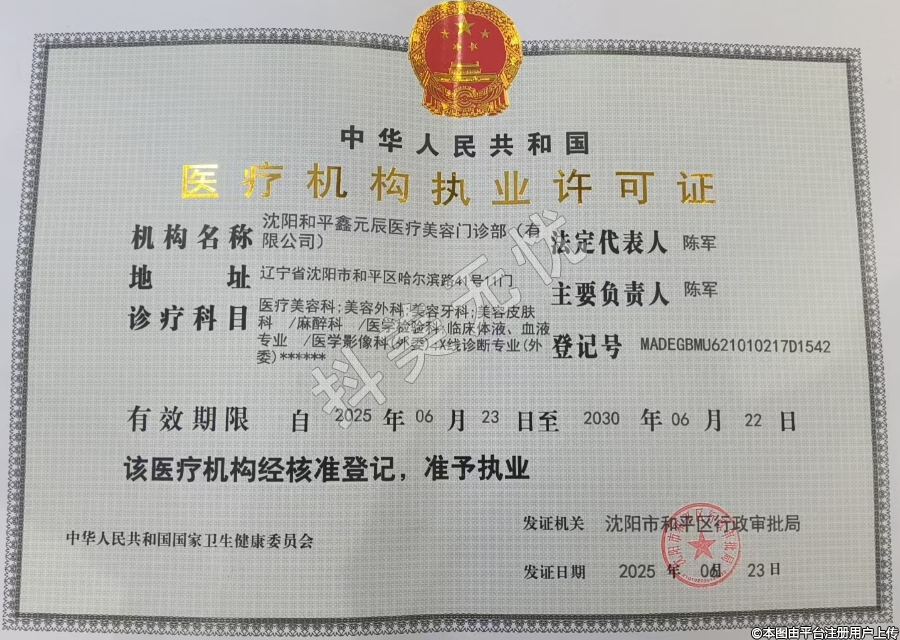 中华人民共和国
医疗机构执业许可证
机构名称 沈阳和平鑫元辰医疗美容门诊部（有
限公司）
法定代表人 陈军
地 址 辽宁省沈阳市和平区哈尔滨路41号11门
主要负责人 陈军
诊疗科目 医疗美容科;美容外科;美容牙科;美容皮肤
科 /麻醉科 /医学检验科;临床体液、血液
专业 /医学影像科(外委);X线诊断专业(外
委)******
登记号 MADEGBMU621010217D1542
有效期限 自 2025 年 06 月 23 日至 2030 年 06 月 22 日
该医疗机构经核准登记，准予执业
中华人民共和国国家卫生健康委员会
发证机关 沈阳市和平区行政审批局
发证日期 2025 年 06月 23日
抖美无忧
©本图由平台注册用户上传